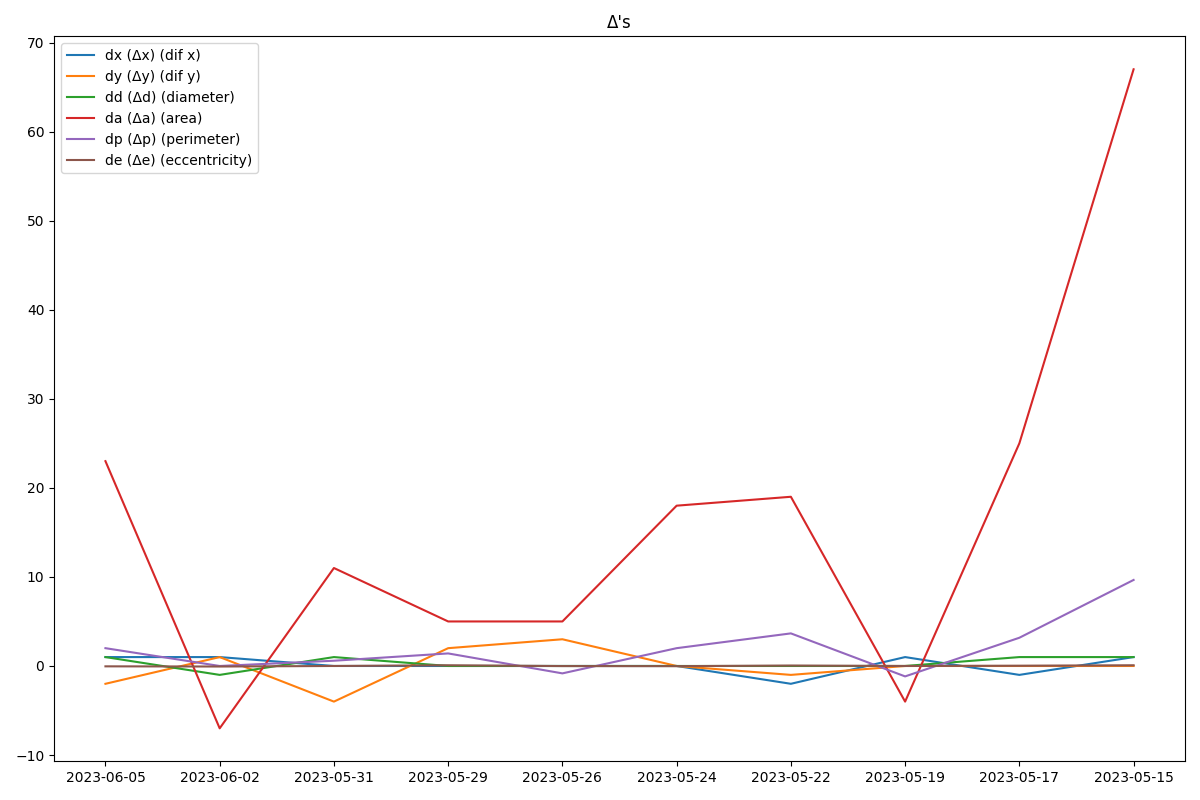 Δ's
dx (Δx) (dif x)
dy (Δy) (dif y)
dd (Δd) (diameter)
da (Δa) (area)
dp (Δp) (perimeter)
de (Δe) (eccentricity)
70
60
50
40
30
20
10
0
−10
2023-06-05 2023-06-02 2023-05-31 2023-05-29 2023-05-26 2023-05-24 2023-05-22 2023-05-19 2023-05-17 2023-05-15